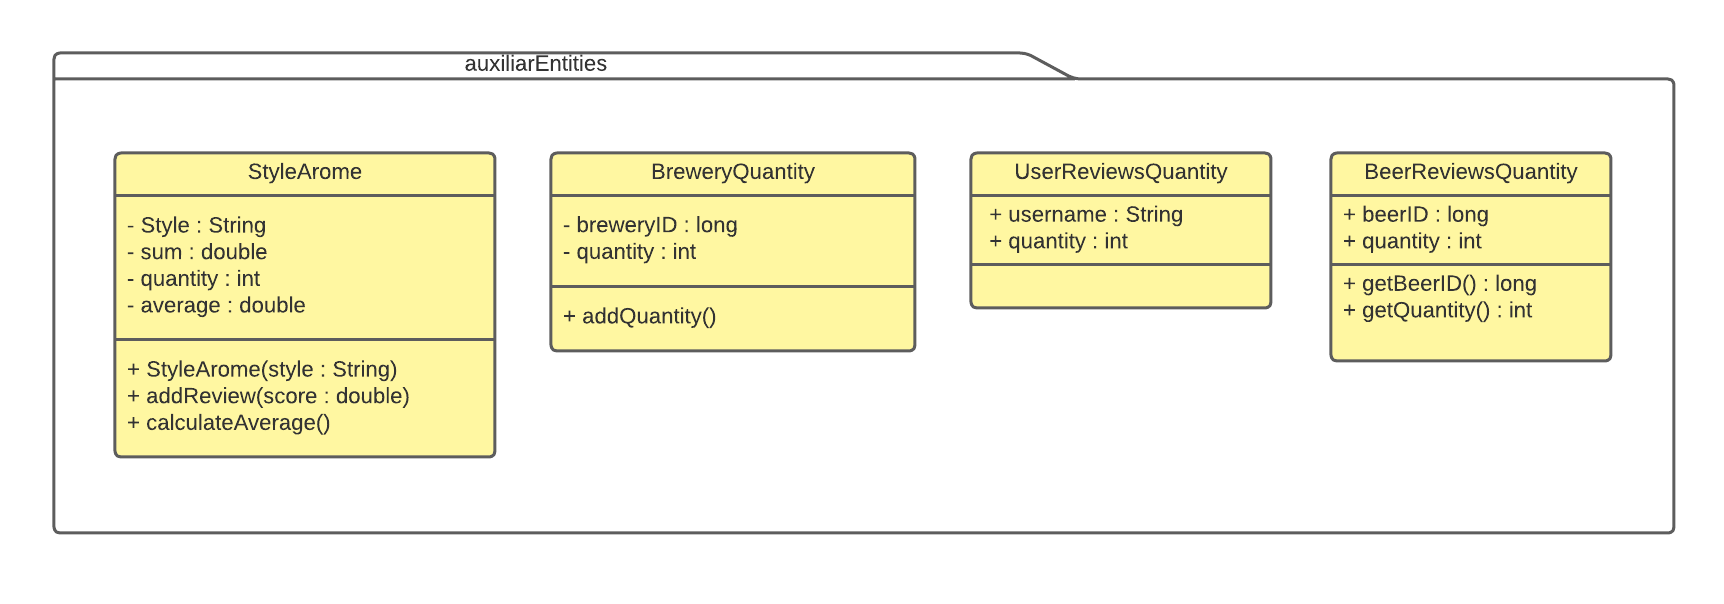 auxiliarEntities
StyleArome
- Style : String
- sum : double
- quantity : int
- average : double
+ StyleArome(style : String)
+ addReview(score : double)
+ calculateAverage()
BreweryQuantity
- breweryID : long
- quantity : int
+ addQuantity()
UserReviewsQuantity
+ username : String
+ quantity : int
BeerReviewsQuantity
+ beerID : long
+ quantity : int
+ getBeerID() : long
+ getQuantity() : int